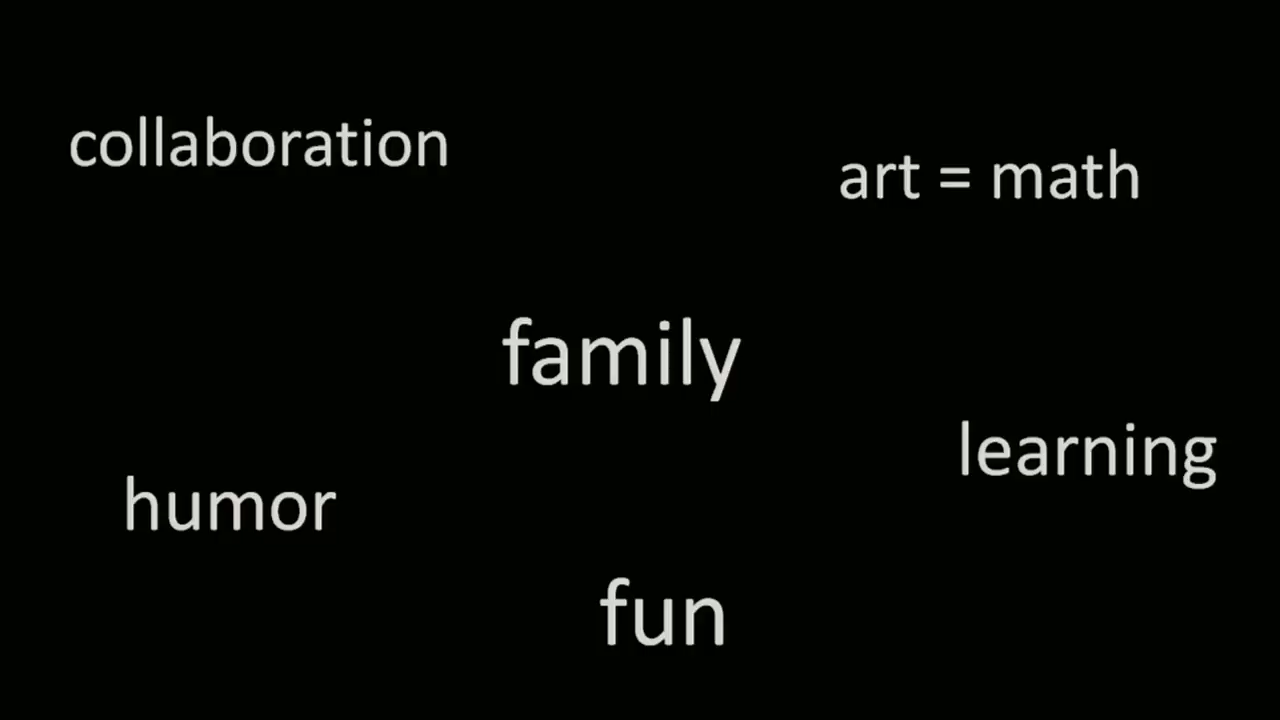 collaboration
art = math
family
learning
humor
fun